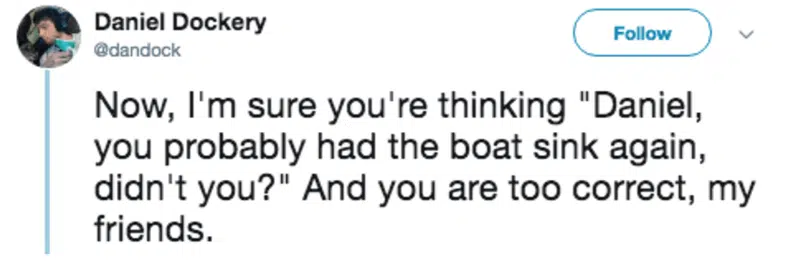 Daniel Dockery
@dandock
Follow
Now, I'm sure you're thinking "Daniel,
you probably had the boat sink again,
didn't you?" And you are too correct, my
friends.